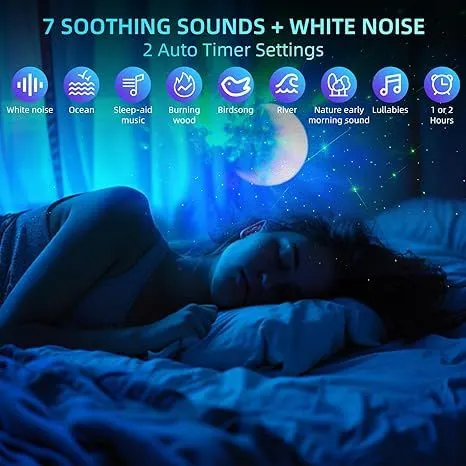 7 SOOTHING SOUNDS + WHITE NOISE
2 Auto Timer Settings
White noise
Ocean
Sleep-aid
music
Burning
wood
Birdsong
River
Nature early
morning sound
Lullabies
1 or 2
Hours